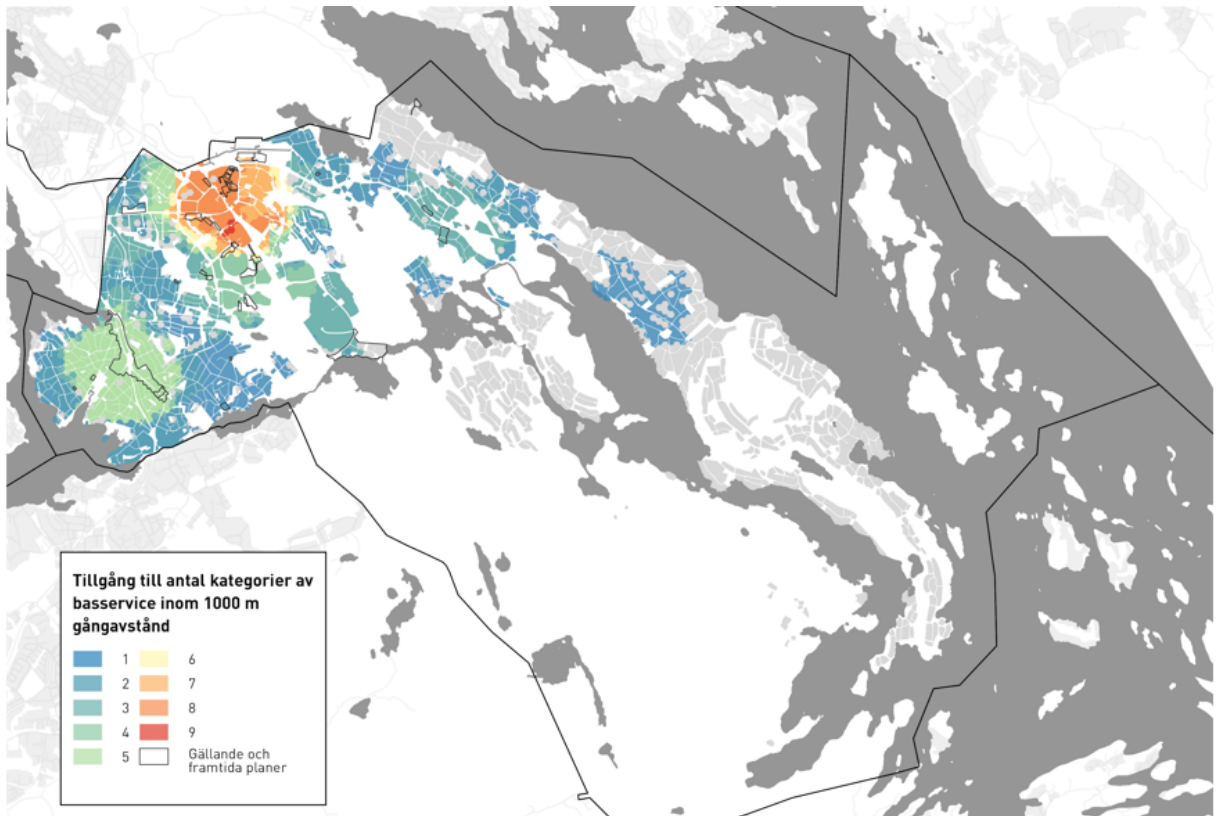 Tillgång till antal kategorier av
basservice inom 1000 m
gångavstånd
1 6
2 7
3 8
4 9
5 Gällande och
framtida planer